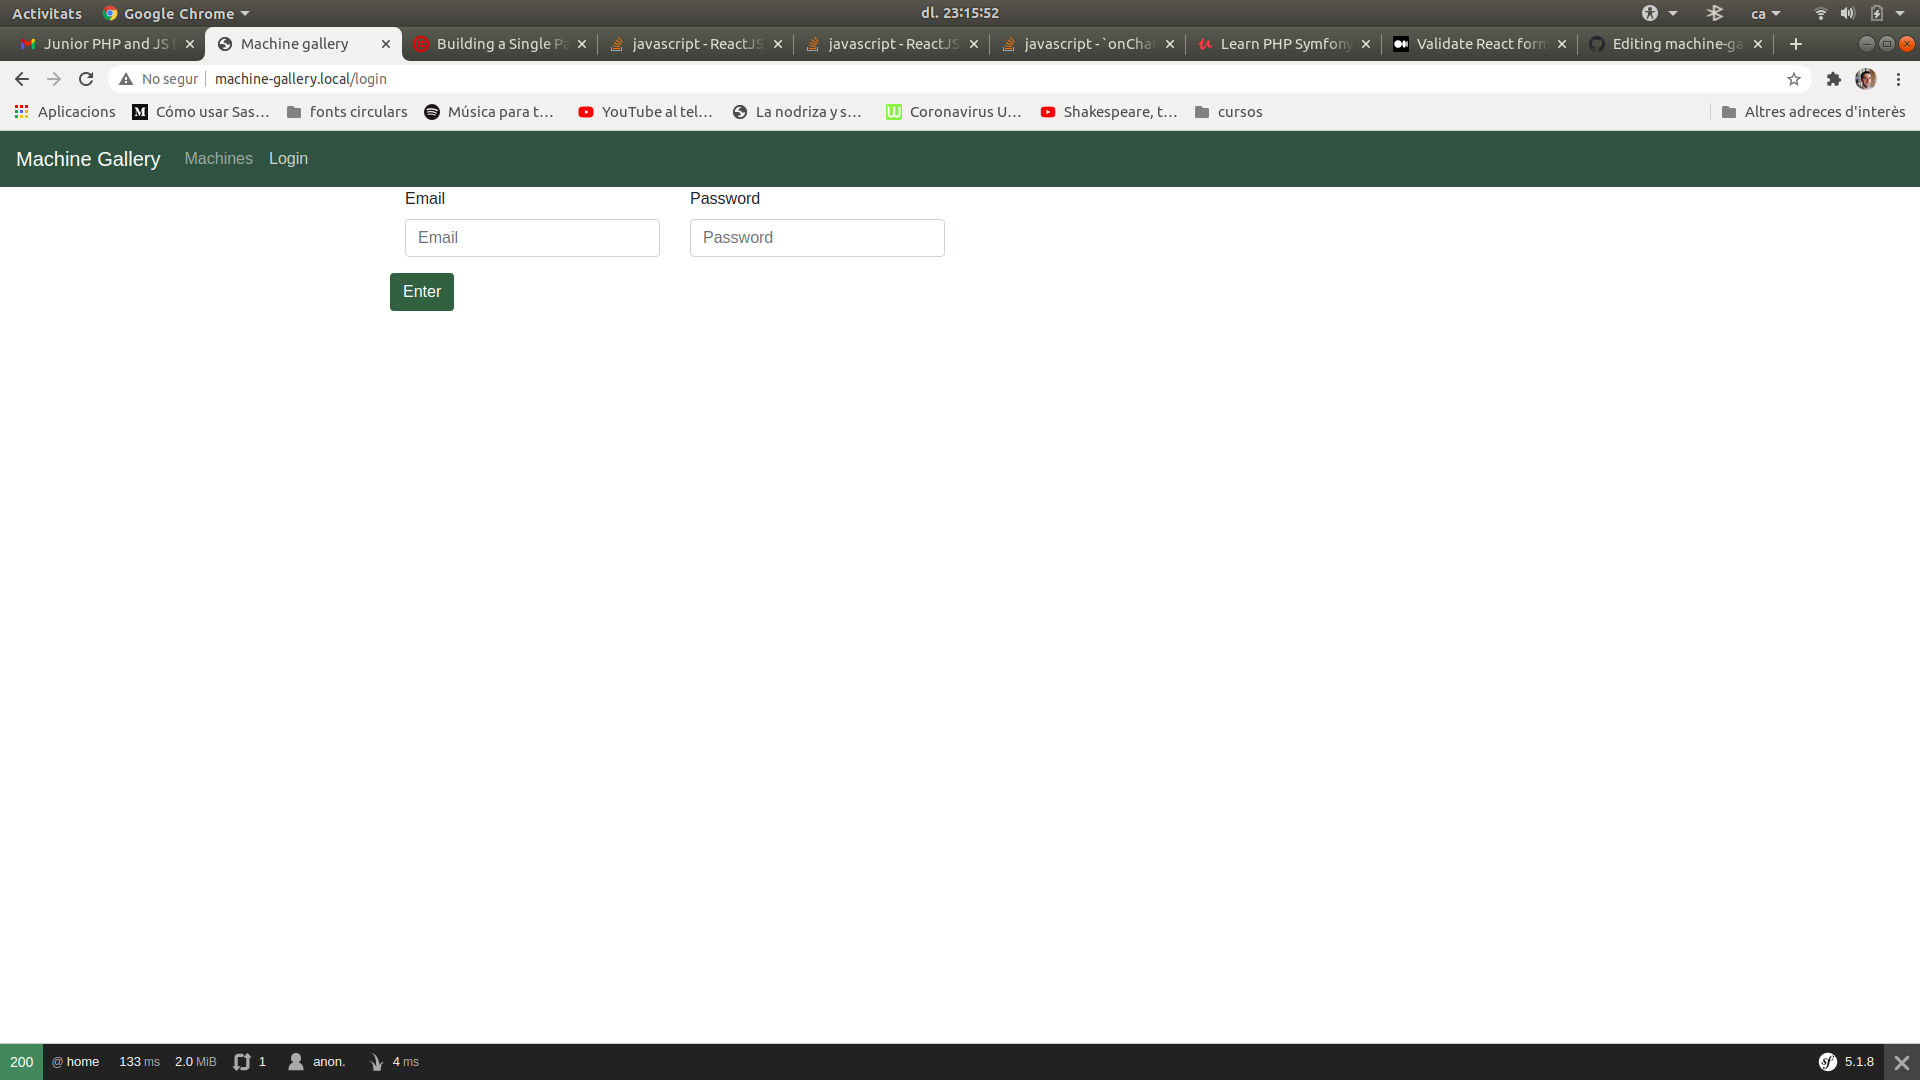 Activitats Google Chrome dl. 23:15:52 ca
Junior PHP and JS Machine gallery Building a Single Pa javascript - ReactJS javascript - ReactJS javascript - `onChan Learn PHP Symfony Validate React form Editing machine-ga
No segur machine-gallery.local/login
Aplicacions Cómo usar Sas... fonts circulars Música para t... YouTube al tel... La nodriza y s... Coronavirus U... Shakespeare, t... cursos Altres adreces d'interès
Machine Gallery Machines Login
Email Password
Email Password
Enter
200 @ home 133 ms 2.0 MiB 1 anon. 4 ms sf 5.1.8